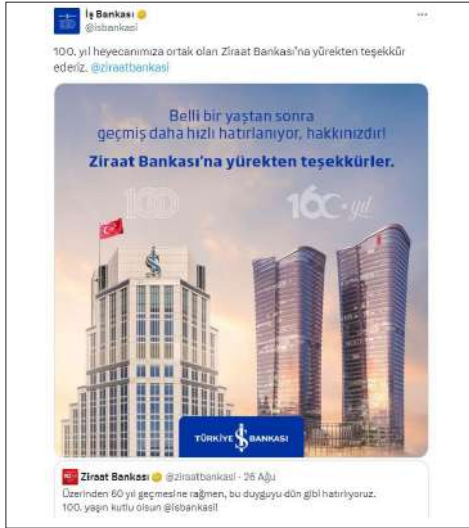 İş Bankası
@isbankasi
100. yıl heyecanımıza ortak olan Ziraat Bankası'na yürekten teşekkür
ederiz. @ziraatbankasi
Belli bir yaştan sonra
geçmiş daha hızlı hatırlanıyor, hakkınızdır!
Ziraat Bankası'na yürekten teşekkürler.
100
160. yıl
TÜRKİYE İŞ BANKASI
Ziraat Bankası @ziraatbankasi · 26 Ağu
Üzerinden 60 yıl geçmesine rağmen, bu duyguyu dün gibi hatırlıyoruz.
100. yaşın kutlu olsun @isbankasi!